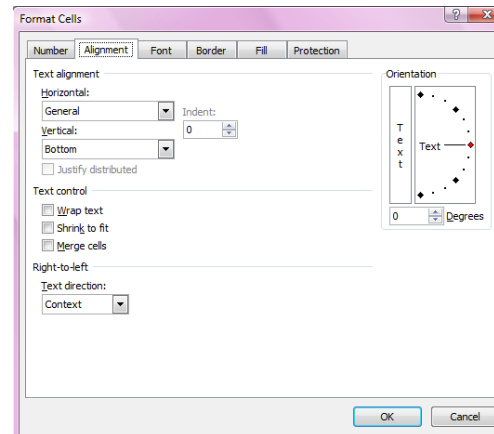 Format Cells
Number Alignment Font Border Fill Protection
Text alignment
Horizontal:
General
Indent:
Vertical:
0
Bottom
Justify distributed
Text control
Wrap text
Shrink to fit
Merge cells
Right-to-left
Text direction:
Context
Orientation
Text
Text
0 Degrees
OK Cancel